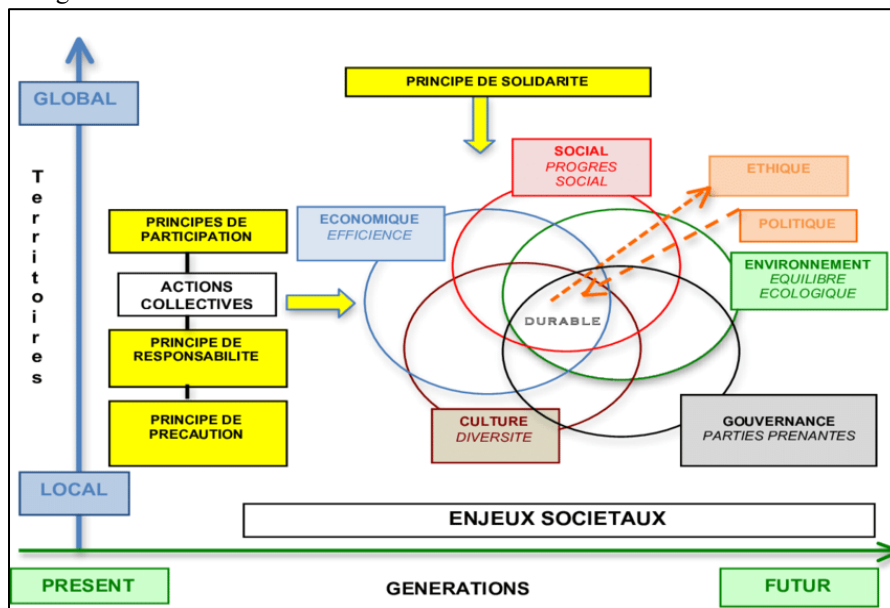 GLOBAL
Territoires
LOCAL
PRINCIPE DE SOLIDARITE
PRINCIPES DE
PARTICIPATION
ACTIONS
COLLECTIVES
PRINCIPE DE
RESPONSABILITE
PRINCIPE DE
PRECAUTION
SOCIAL
PROGRES
SOCIAL
ECONOMIQUE
EFFICIENCE
ETHIQUE
POLITIQUE
ENVIRONNEMENT
EQUILIBRE
ECOLOGIQUE
DURABLE
CULTURE
DIVERSITE
GOUVERNANCE
PARTIES PRENANTES
ENJEUX SOCIETAUX
PRESENT
GENERATIONS
FUTUR